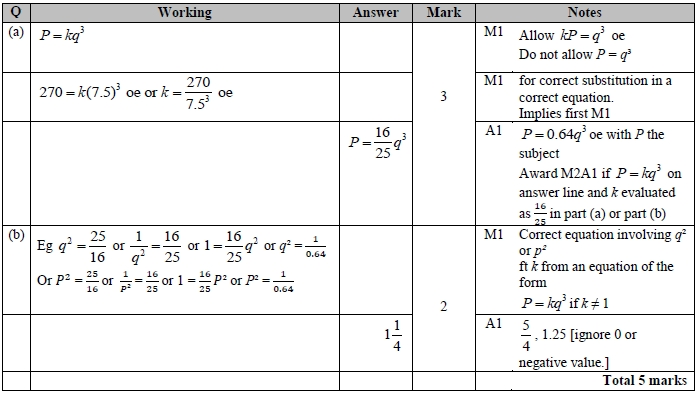 Q Working Answer Mark Notes
(a) P = kq³ M1 Allow kP = q³ oe
Do not allow P = q³
270 = k(7.5)³ oe or k = 270/7.5³ oe 3 M1 for correct substitution in a
correct equation.
Implies first M1
P = 16/25 q³ A1 P = 0.64q³ oe with P the
subject
Award M2A1 if P = kq³ on
answer line and k evaluated
as 16/25 in part (a) or part (b)
(b) Eg q² = 25/16 or 1/q² = 16/25 or 1 = 16/25 q² or q² = 1/0.64 M1 Correct equation involving q²
or p²
Or P² = 25/16 or 1/P² = 16/25 or 1 = 16/25 P² or P² = 1/0.64 ft k from an equation of the
form
P = kq³ if k ≠ 1
2
1 1/4 A1 5/4, 1.25 [ignore 0 or
negative value.]
Total 5 marks